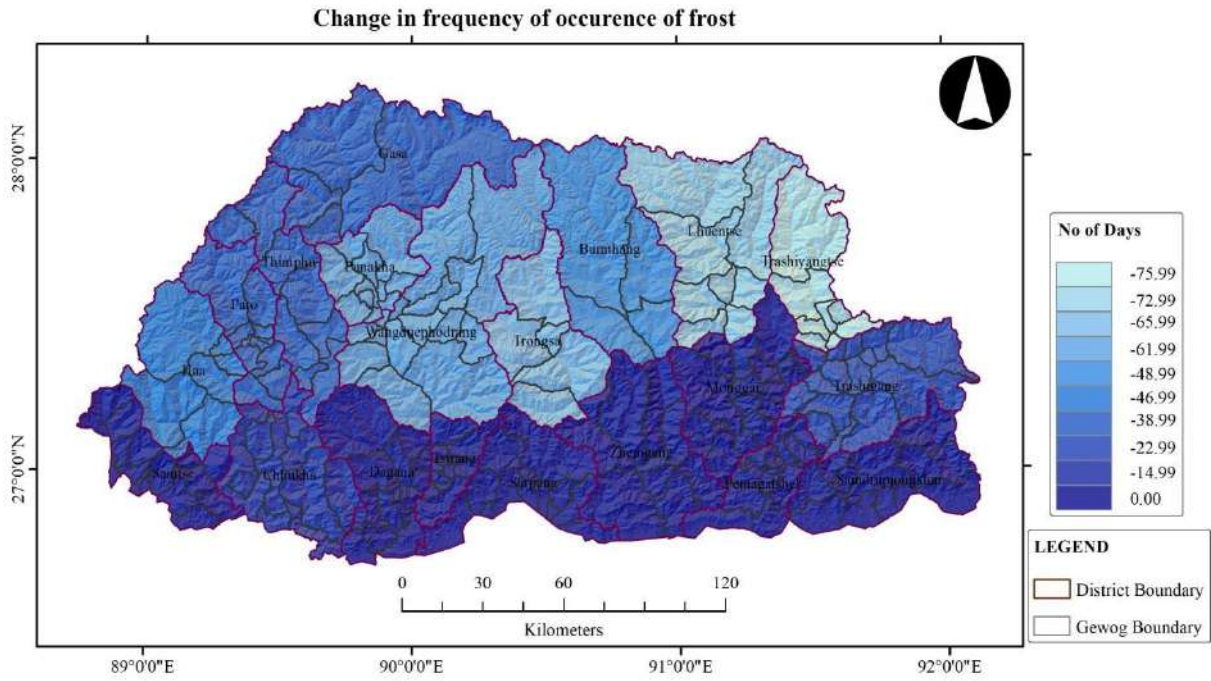 Change in frequency of occurence of frost
28°0'0"N
27°0'0"N
Gasa
Bumthang
Lhuentse
Trashiyangtse
Thimphu
Punakha
Paro
Wangduephodring
Trongsa
Haa
Monggar
Trashigang
Samtse
Chhukha
Dagana
Tsirang
Sarpang
Zhemgang
Pemagatshel
Samdrupjongkhar
0 30 60 120
Kilometers
89°0'0"E 90°0'0"E 91°0'0"E 92°0'0"E
No of Days
-75.99
-72.99
-65.99
-61.99
-48.99
-46.99
-38.99
-22.99
-14.99
0.00
LEGEND
District Boundary
Gewog Boundary